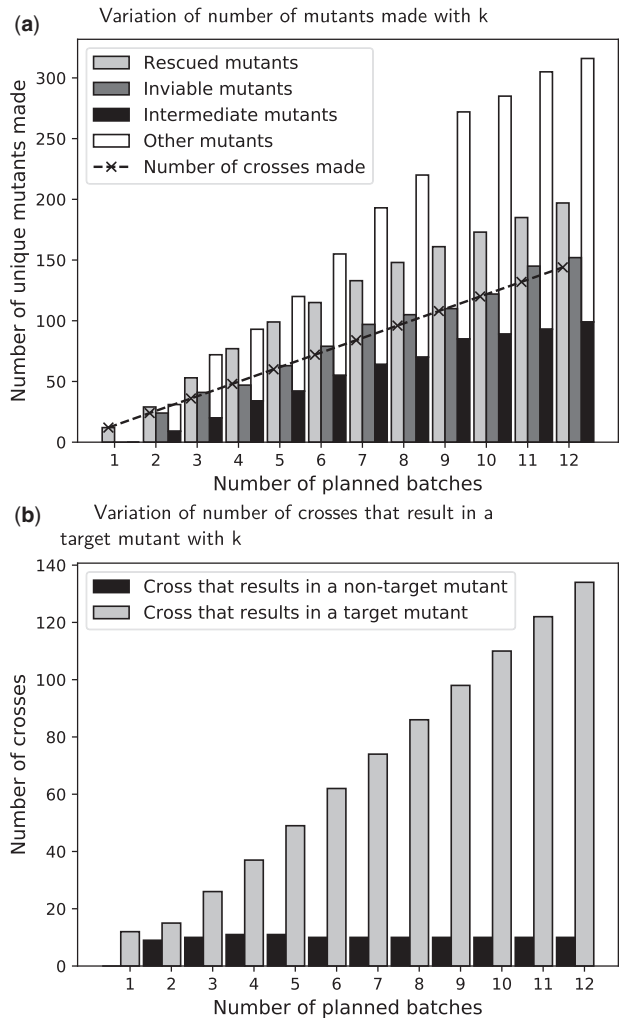 (a) Variation of number of mutants made with k
Rescued mutants
Inviable mutants
Intermediate mutants
Other mutants
Number of crosses made
Number of unique mutants made
300
250
200
150
100
50
0
1 2 3 4 5 6 7 8 9 10 11 12
Number of planned batches
(b) Variation of number of crosses that result in a
target mutant with k
Cross that results in a non-target mutant
Cross that results in a target mutant
Number of crosses
140
120
100
80
60
40
20
0
1 2 3 4 5 6 7 8 9 10 11 12
Number of planned batches